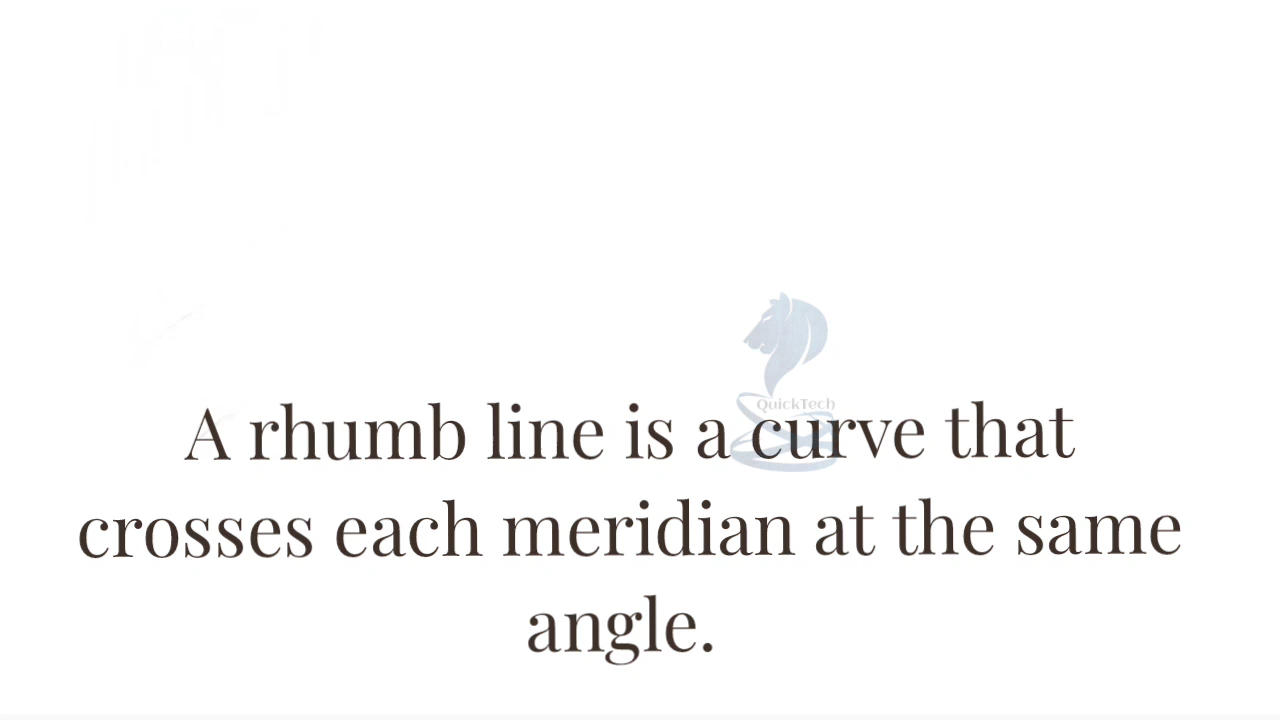 QuickTech
A rhumb line is a curve that
crosses each meridian at the same
angle.